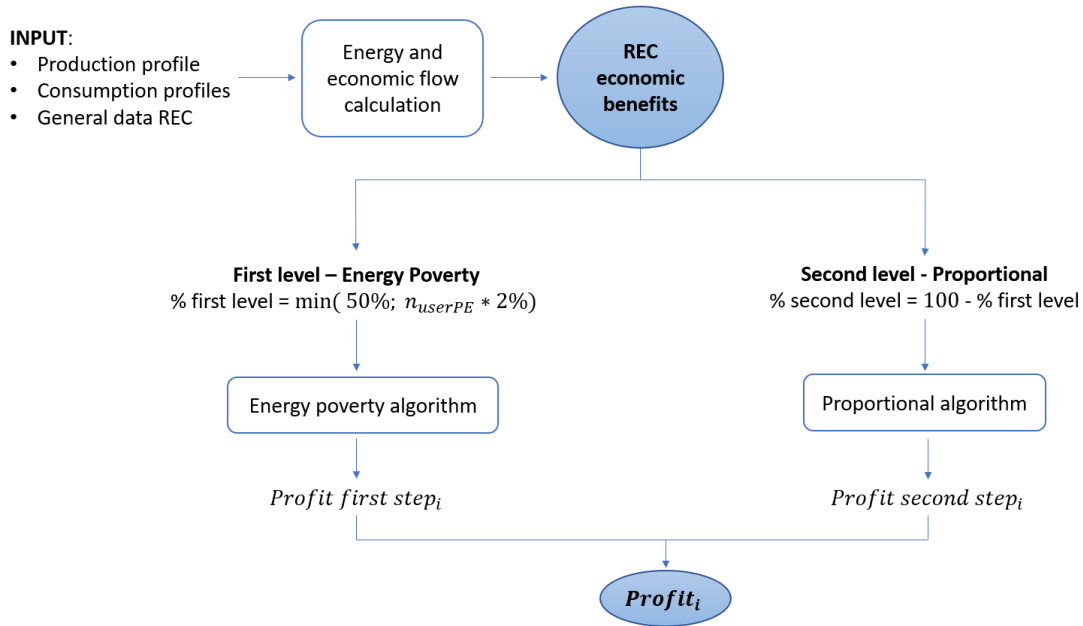 INPUT:
• Production profile
• Consumption profiles
• General data REC
Energy and
economic flow
calculation
REC
economic
benefits
First level – Energy Poverty
% first level = min( 50%; n_userPE * 2%)
Second level - Proportional
% second level = 100 - % first level
Energy poverty algorithm
Proportional algorithm
Profit first step_i
Profit second step_i
Profit_i